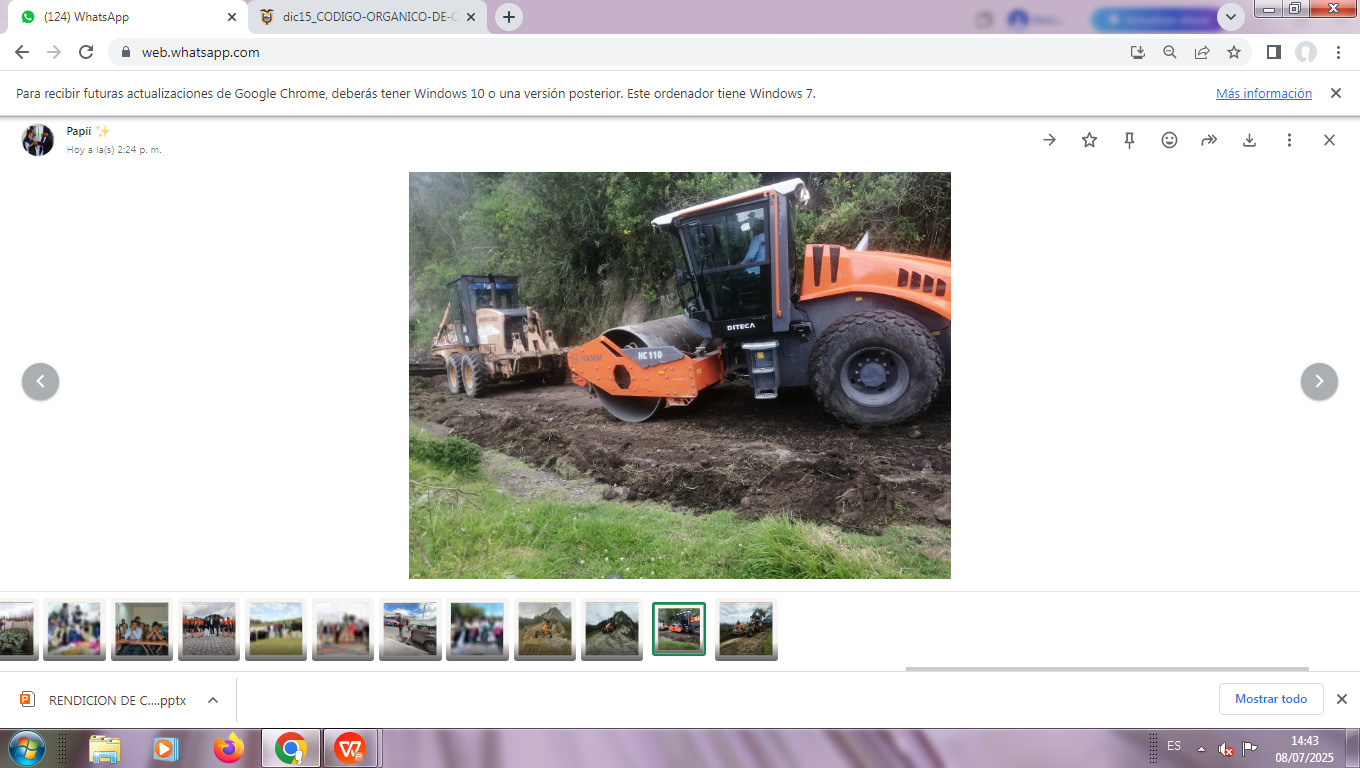 (124) WhatsApp
dic15_CODIGO-ORGANICO-DE-C
web.whatsapp.com
Para recibir futuras actualizaciones de Google Chrome, deberás tener Windows 10 o una versión posterior. Este ordenador tiene Windows 7.
Más información
Papii ✨
Hoy a la(s) 2:24 p. m.
DITECA
HAMM
HC 110
RENDICION DE C....pptx
Mostrar todo
ES
14:43
08/07/2025